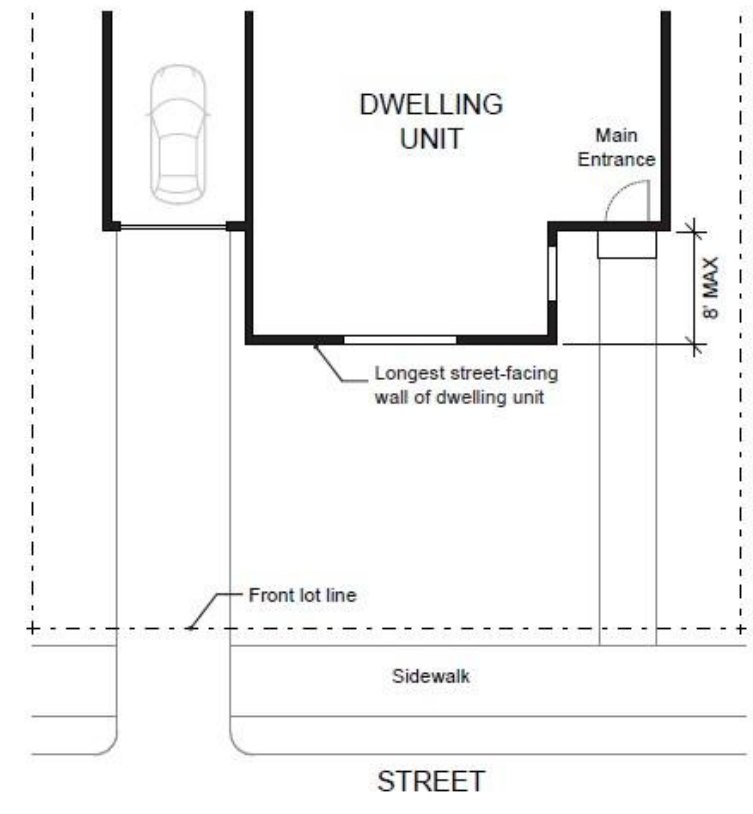 DWELLING
UNIT
Main
Entrance
8' MAX
Longest street-facing
wall of dwelling unit
Front lot line
Sidewalk
STREET